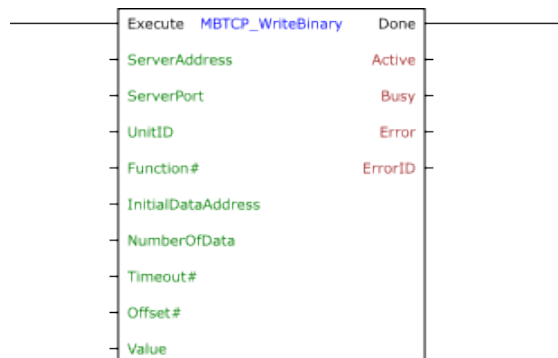 Execute MBTCP_WriteBinary Done
ServerAddress Active
ServerPort Busy
UnitID Error
Function# ErrorID
InitialDataAddress
NumberOfData
Timeout#
Offset#
Value